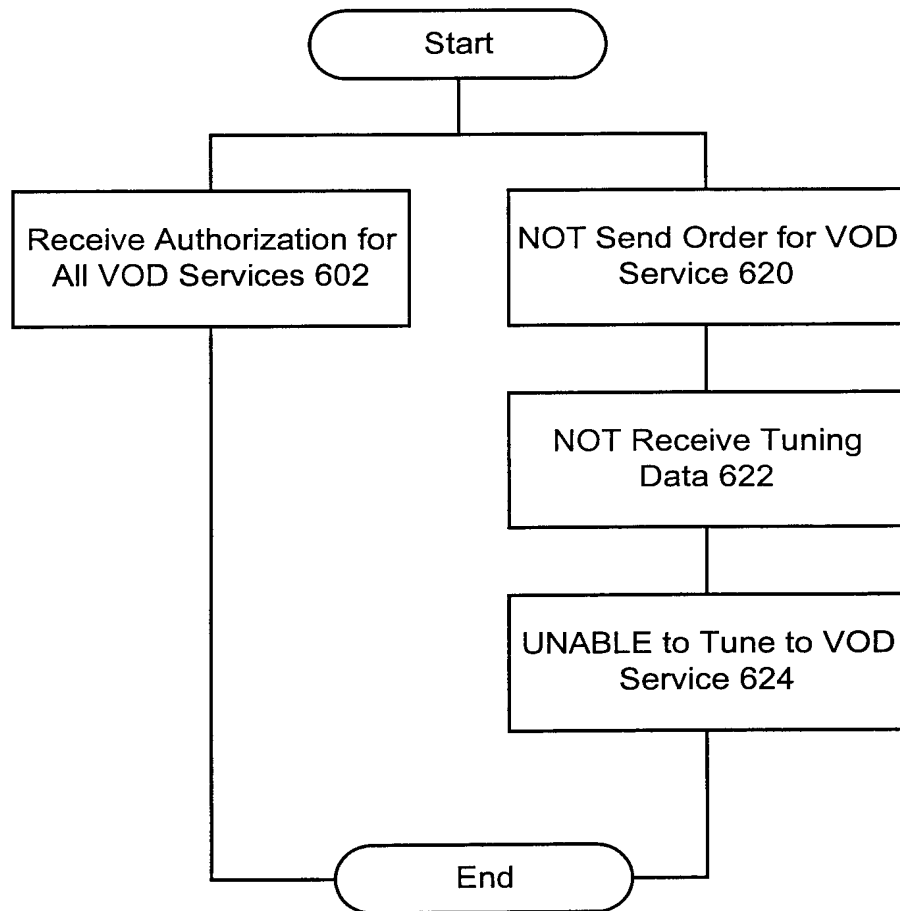 Start
Receive Authorization for
All VOD Services 602
NOT Send Order for VOD
Service 620
NOT Receive Tuning
Data 622
UNABLE to Tune to VOD
Service 624
End